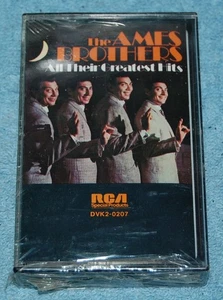 The AMES
BROTHERS
All Their Greatest Hits
RCA
Special Products
DVK2-0207